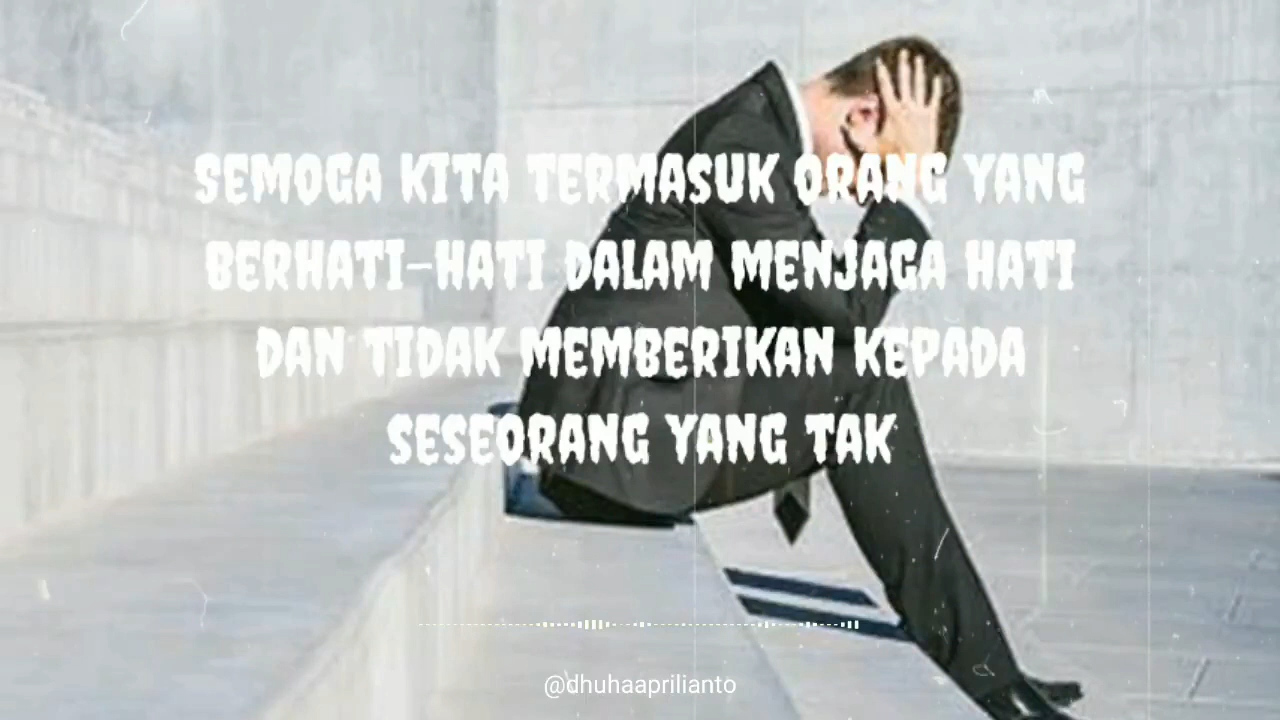 SEMOGA KITA TERMASUK ORANG YANG
BERHATI-HATI DALAM MENJAGA HATI
DAN TIDAK MEMBERIKAN KEPADA
SESEORANG YANG TAK
@dhuhaaprilianto